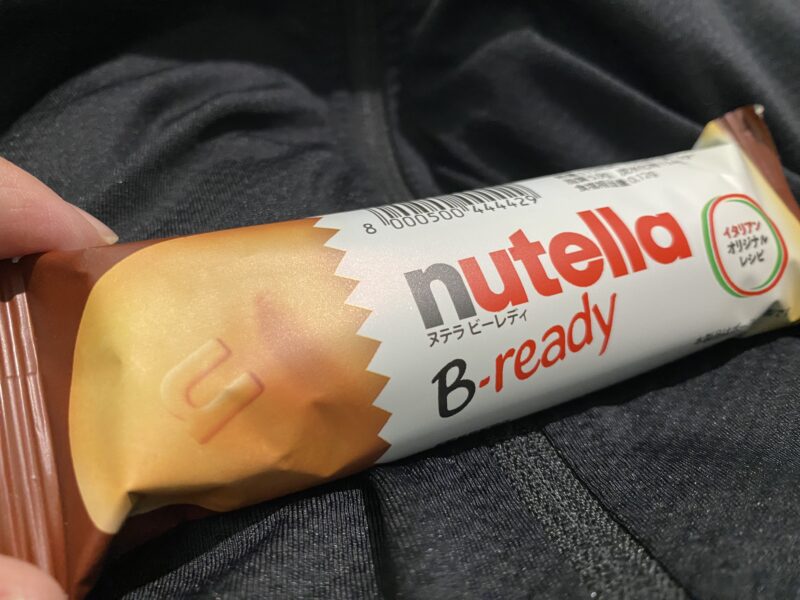 8 000500 444429
nutella
ヌテラ ビーレディ
B-ready
イタリアン
オリジナル
レシピ
u